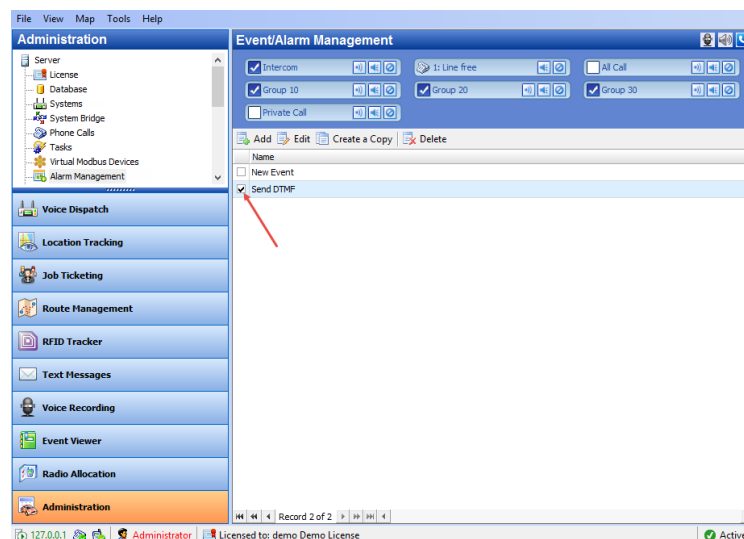 File View Map Tools Help
Administration
Server
License
Database
Systems
System Bridge
Phone Calls
Tasks
Virtual Modbus Devices
Alarm Management
Voice Dispatch
Location Tracking
Job Ticketing
Route Management
RFID Tracker
Text Messages
Voice Recording
Event Viewer
Radio Allocation
Administration
Event/Alarm Management
Intercom 1: Line free All Call
Group 10 Group 20 Group 30
Private Call
Add Edit Create a Copy Delete
Name
New Event
Send DTMF
Record 2 of 2
127.0.0.1 Administrator Licensed to: demo Demo License Active